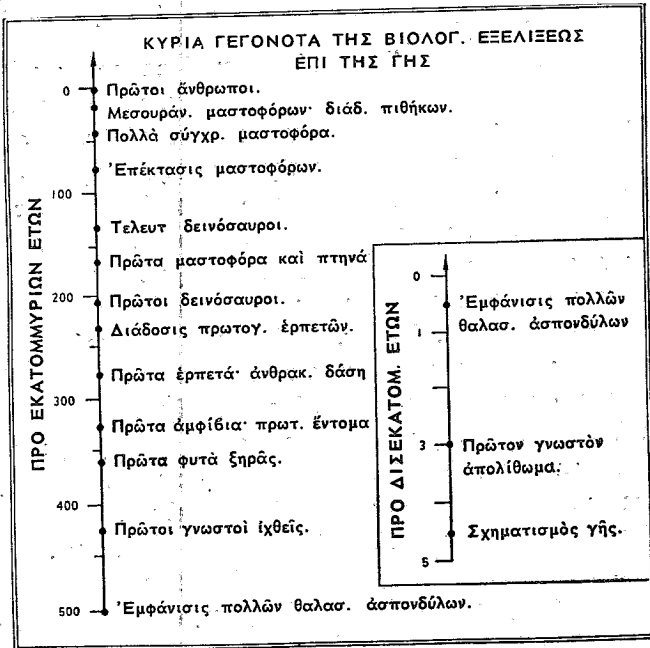 ΚΥΡΙΑ ΓΕΓΟΝΟΤΑ ΤΗΣ ΒΙΟΛΟΓ. ΕΞΕΛΙΞΕΩΣ
ΕΠΙ ΤΗΣ ΓΗΣ
ΠΡΟ ΕΚΑΤΟΜΜΥΡΙΩΝ ΕΤΩΝ
0 Πρῶτοι ἄνθρωποι.
Μεσουράν. μαστοφόρων· διάδ. πιθήκων.
Πολλὰ σύγχρ. μαστοφόρα.
Ἐπέκτασις μαστοφόρων.
100
Τελευτ δεινόσαυροι.
Πρῶτα μαστοφόρα καὶ πτηνά
200 Πρῶτοι δεινόσαυροι.
Διάδοσις πρωτογ. ἑρπετῶν.
Πρῶτα ἑρπετά· ἀνθρακ. δάση
300
Πρῶτα ἀμφίβια· πρωτ. ἔντομα
Πρῶτα φυτὰ ξηρᾶς.
400
Πρῶτοι γνωστοὶ ἰχθεῖς.
500 Ἐμφάνισις πολλῶν θαλασ. ἀσπονδύλων.
ΠΡΟ ΔΙΣΕΚΑΤΟΜ. ΕΤΩΝ
0
Ἐμφάνισις πολλῶν
θαλασ. ἀσπονδύλων
1
3 Πρῶτον γνωστὸν
ἀπολίθωμα.
Σχηματισμὸς γῆς.
5